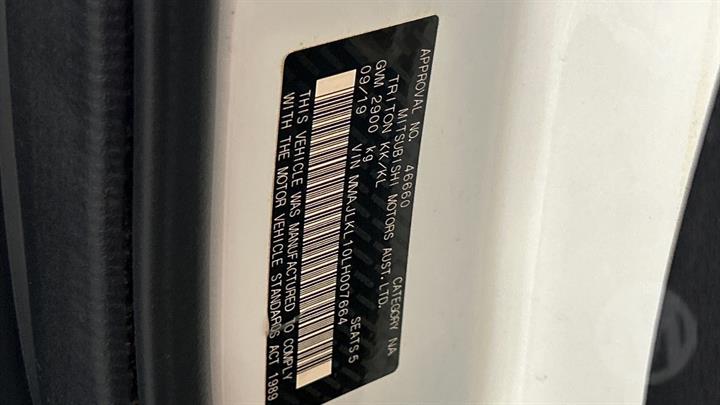 APPROVAL NO. 46660 CATEGORY NA
MITSUBISHI MOTORS AUST. LTD.
TRITON KK/KL
GVM 2900 kg SEATS 5
09/19 VIN MMAJLKL10LH007664
THIS VEHICLE WAS MANUFACTURED TO COMPLY
WITH THE MOTOR VEHICLE STANDARDS ACT 1989